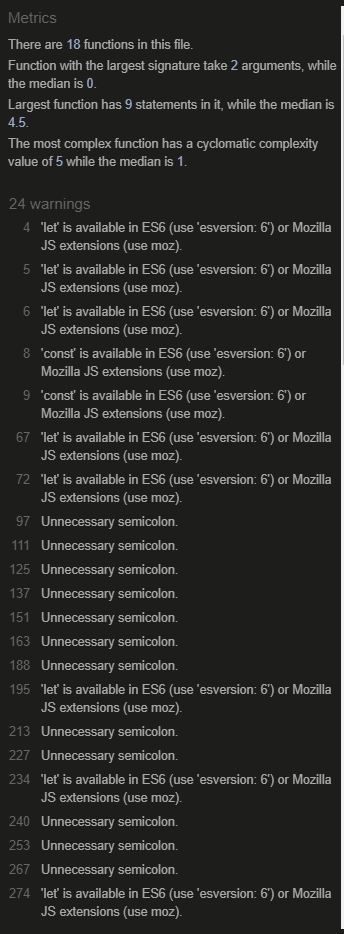 Metrics
There are 18 functions in this file.
Function with the largest signature take 2 arguments, while
the median is 0.
Largest function has 9 statements in it, while the median is
4.5.
The most complex function has a cyclomatic complexity
value of 5 while the median is 1.
24 warnings
4 'let' is available in ES6 (use 'esversion: 6') or Mozilla
JS extensions (use moz).
5 'let' is available in ES6 (use 'esversion: 6') or Mozilla
JS extensions (use moz).
6 'let' is available in ES6 (use 'esversion: 6') or Mozilla
JS extensions (use moz).
8 'const' is available in ES6 (use 'esversion: 6') or
Mozilla JS extensions (use moz).
9 'const' is available in ES6 (use 'esversion: 6') or
Mozilla JS extensions (use moz).
67 'let' is available in ES6 (use 'esversion: 6') or Mozilla
JS extensions (use moz).
72 'let' is available in ES6 (use 'esversion: 6') or Mozilla
JS extensions (use moz).
97 Unnecessary semicolon.
111 Unnecessary semicolon.
125 Unnecessary semicolon.
137 Unnecessary semicolon.
151 Unnecessary semicolon.
163 Unnecessary semicolon.
188 Unnecessary semicolon.
195 'let' is available in ES6 (use 'esversion: 6') or Mozilla
JS extensions (use moz).
213 Unnecessary semicolon.
227 Unnecessary semicolon.
234 'let' is available in ES6 (use 'esversion: 6') or Mozilla
JS extensions (use moz).
240 Unnecessary semicolon.
253 Unnecessary semicolon.
267 Unnecessary semicolon.
274 'let' is available in ES6 (use 'esversion: 6') or Mozilla
JS extensions (use moz).